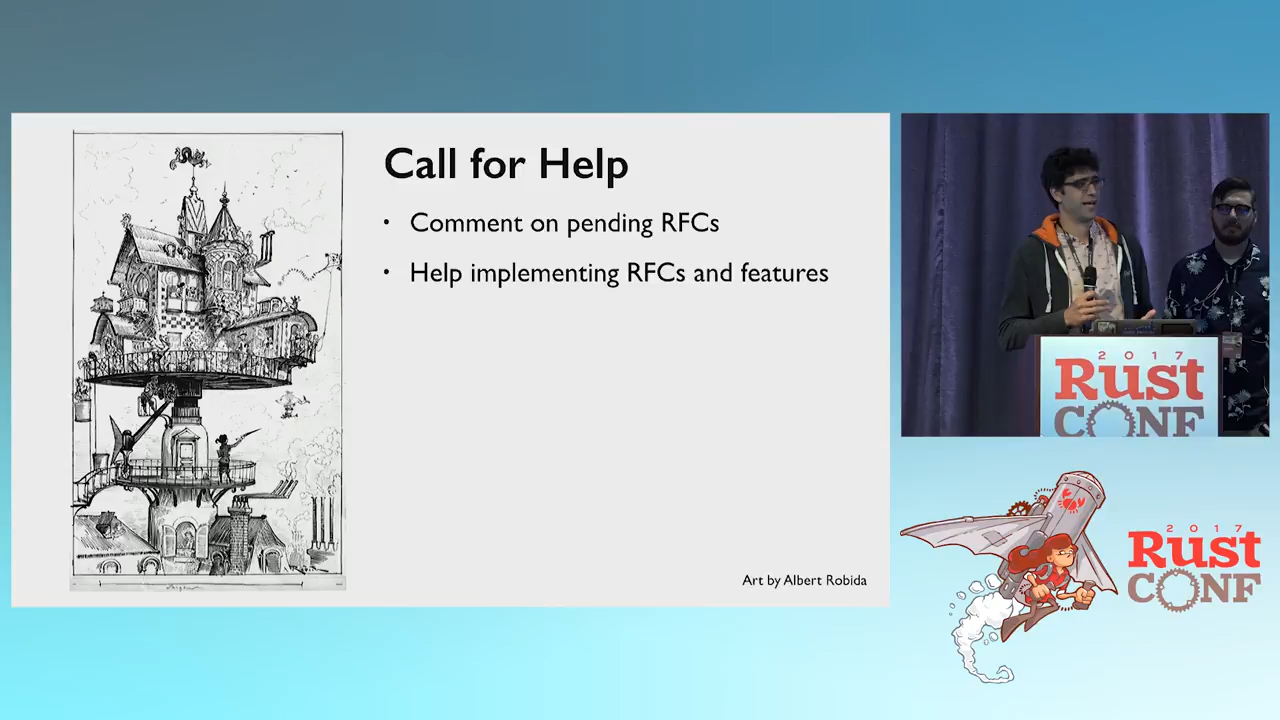 Call for Help
• Comment on pending RFCs
• Help implementing RFCs and features
Art by Albert Robida
2017
Rust
CONF
2017
Rust
CONF